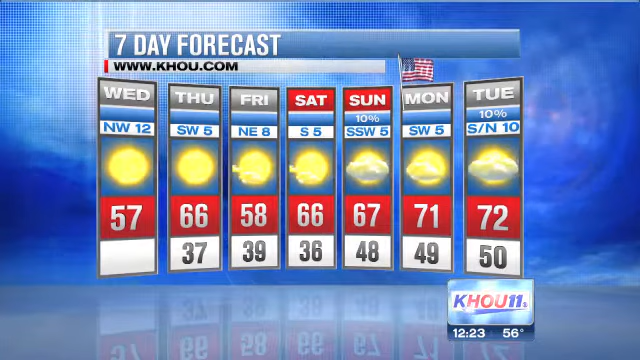 7 DAY FORECAST
WWW.KHOU.COM
WED THU FRI SAT SUN MON TUE
10% 10%
NW 12 SW 5 NE 8 S 5 SSW 5 SW 5 S/N 10
57 66 58 66 67 71 72
37 39 36 48 49 50
KHOU11
12:23 56°